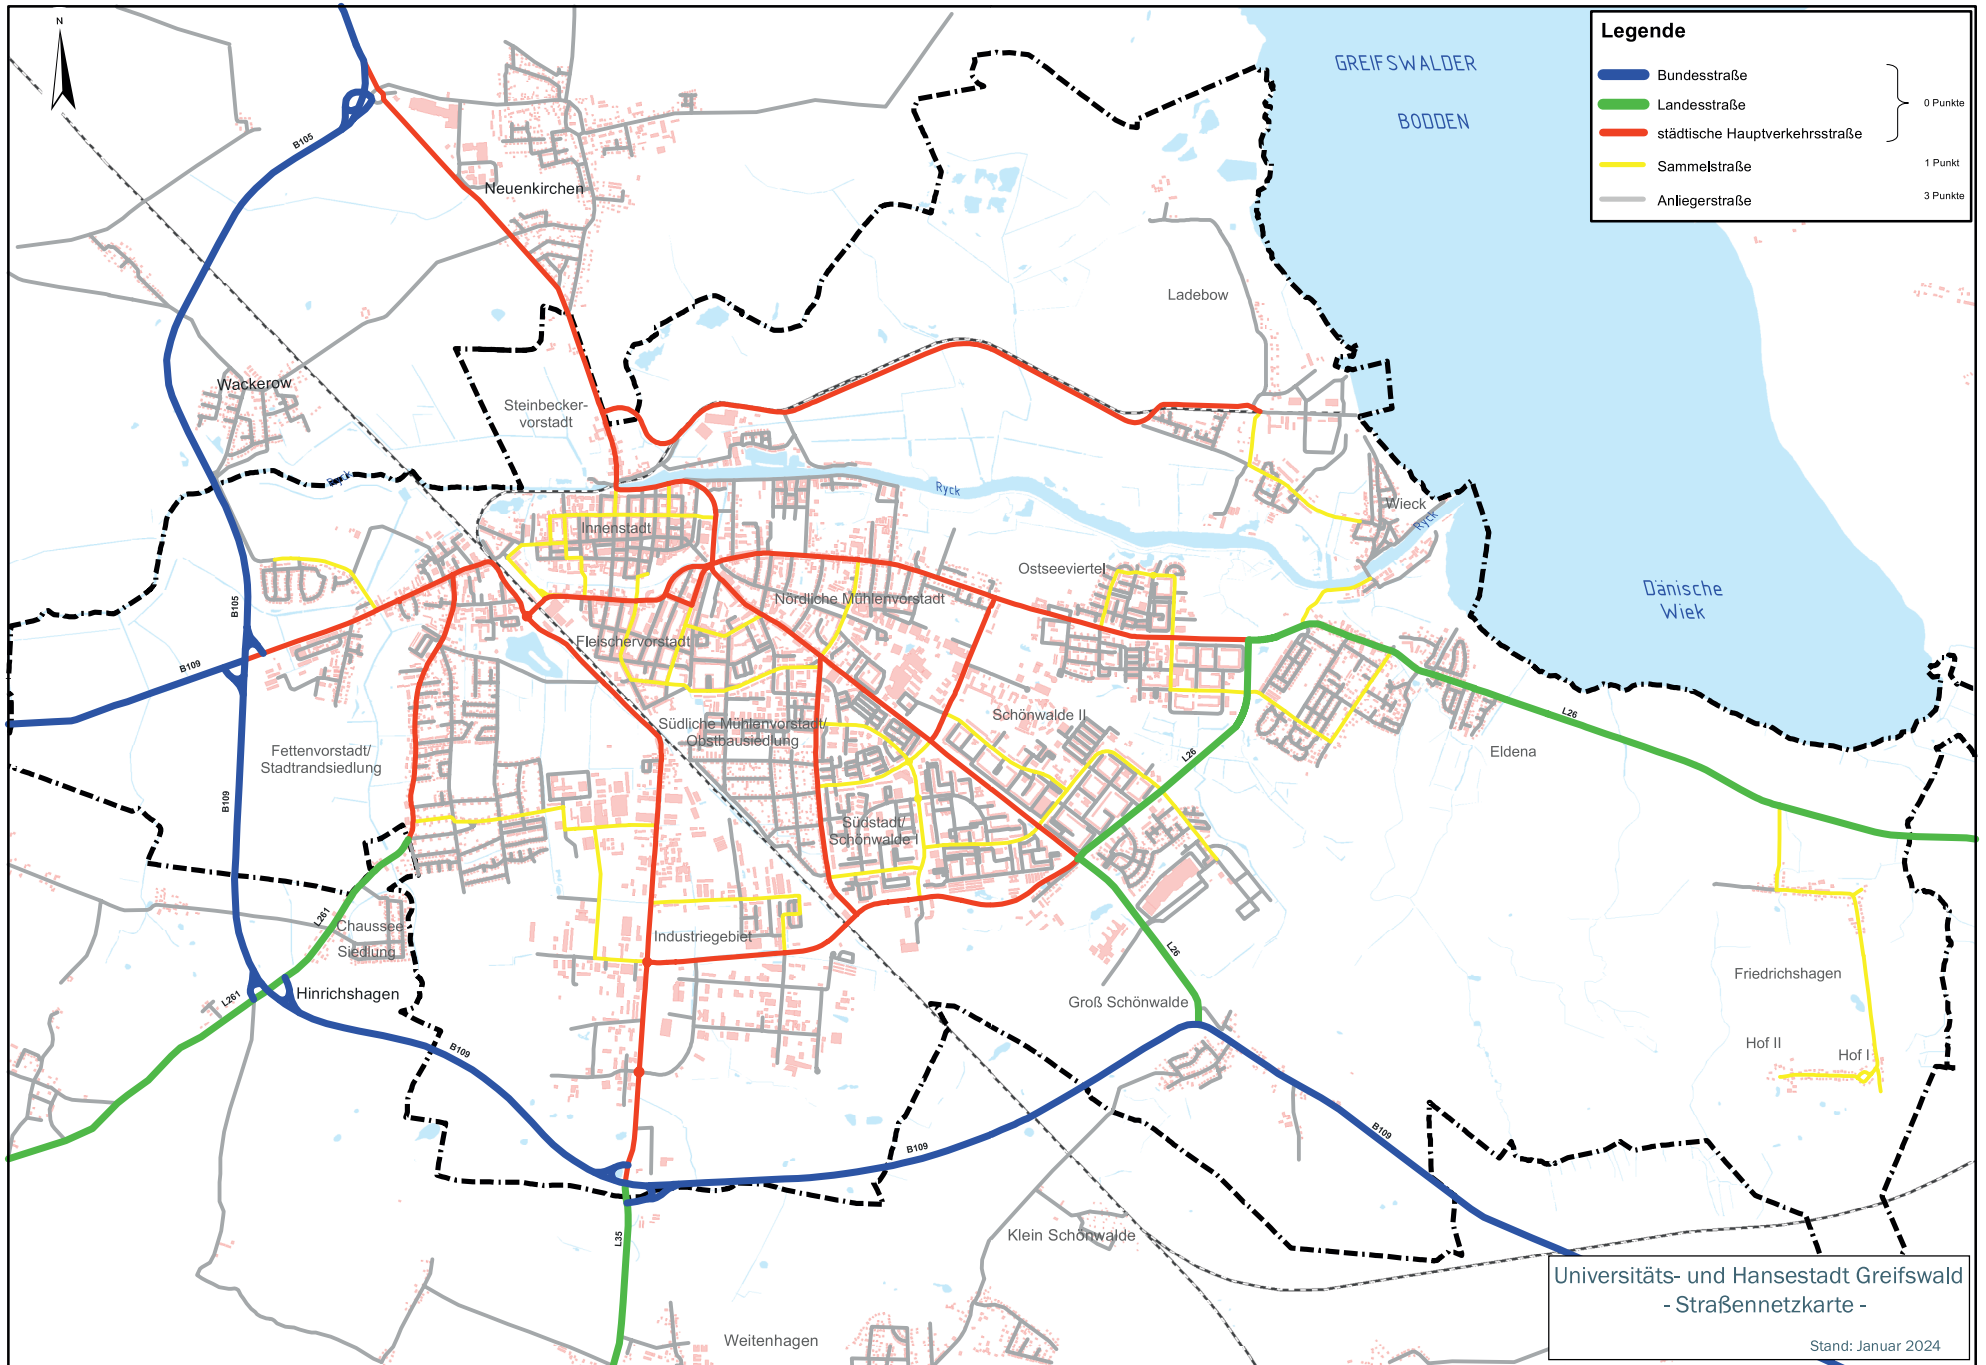 N
GREIFSWALDER
BODDEN
Legende
Bundesstraße
Landesstraße
0 Punkte
städtische Hauptverkehrsstraße
Sammelstraße
1 Punkt
Anliegerstraße
3 Punkte
B105
Neuenkirchen
Ladebow
Wackerow
Steinbecker-
vorstadt
Ryck
Ryck
Wieck
Ryck
Innenstadt
Ostseeviertel
Nördliche Mühlenvorstadt
Dänische
Wiek
B105
Fleischervorstadt
B109
Südliche Mühlenvorstadt/
Obstbausiedlung
Schönwalde II
L26
Fettenvorstadt/
Stadtrandsiedlung
L26
Eldena
B109
Südstadt/
Schönwalde I
L261
Chaussee
Siedlung
Industriegebiet
L26
Friedrichshagen
L261
Hinrichshagen
Groß Schönwalde
Hof II
Hof I
B109
B109
B109
L35
Klein Schönwalde
Weitenhagen
Universitäts- und Hansestadt Greifswald
- Straßennetzkarte -
Stand: Januar 2024